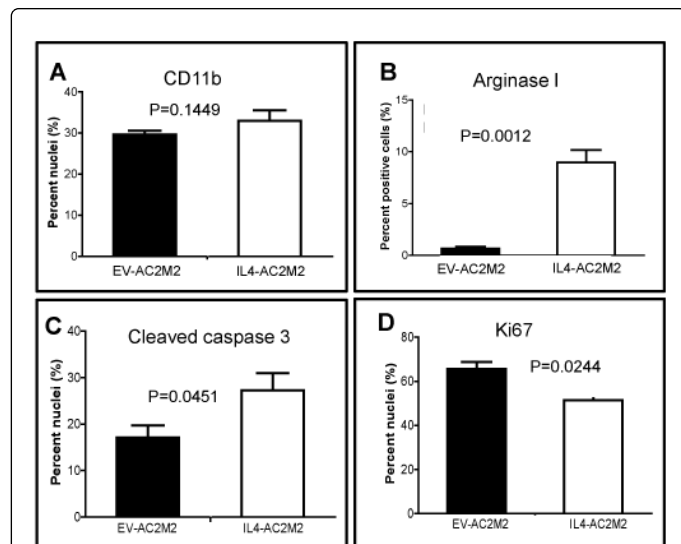 A
CD11b
P=0.1449
Percent nuclei (%)
40
30
20
10
0
EV-AC2M2
IL4-AC2M2
B
Arginase I
P=0.0012
Percent positive cells (%)
15
10
5
0
EV-AC2M2
IL4-AC2M2
C
Cleaved caspase 3
P=0.0451
Percent nuclei (%)
40
30
20
10
0
EV-AC2M2
IL4-AC2M2
D
Ki67
P=0.0244
Percent nuclei (%)
80
60
40
20
0
EV-AC2M2
IL4-AC2M2